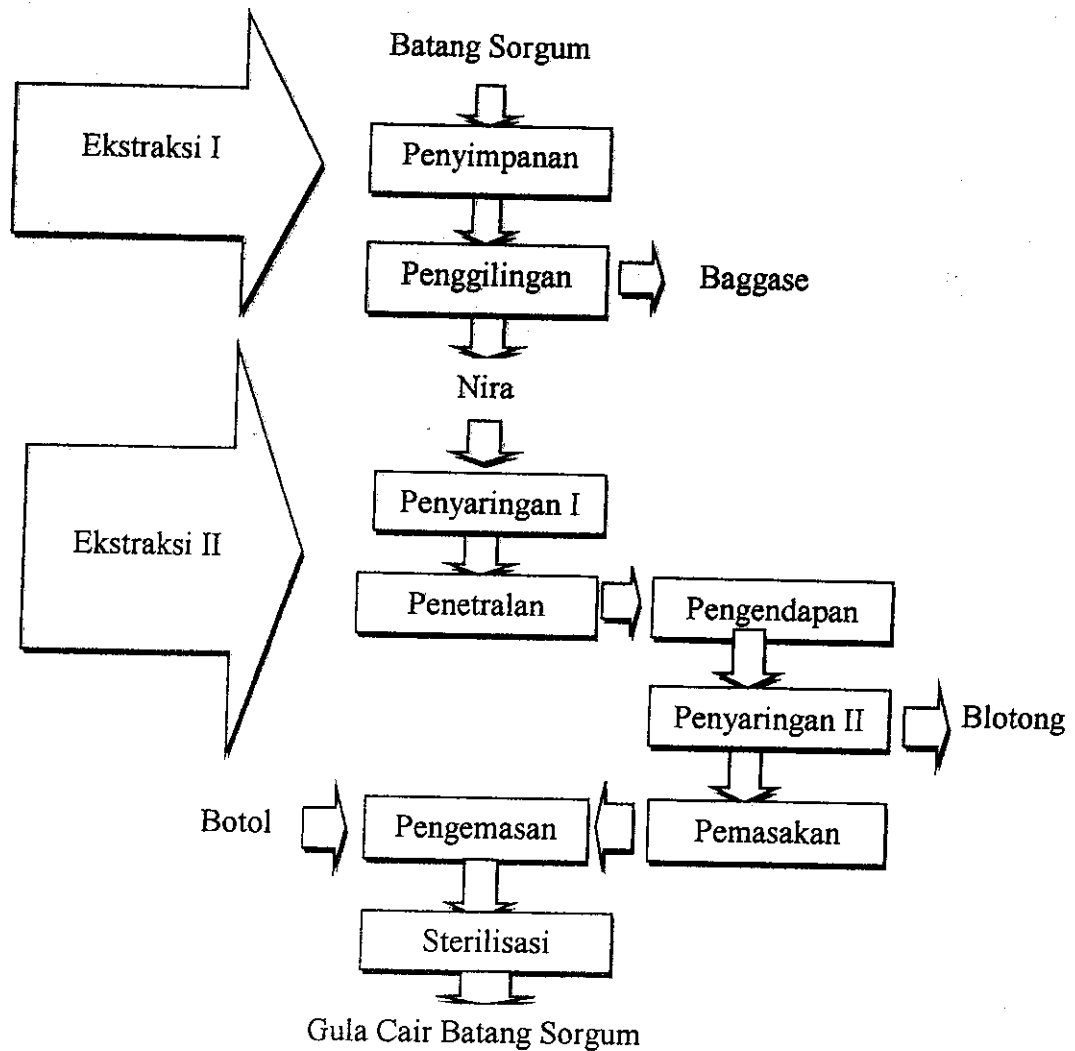 Batang Sorgum
Ekstraksi I
Penyimpanan
Penggilingan
Baggase
Nira
Ekstraksi II
Penyaringan I
Penetralan
Pengendapan
Penyaringan II
Blotong
Botol
Pengemasan
Pemasakan
Sterilisasi
Gula Cair Batang Sorgum